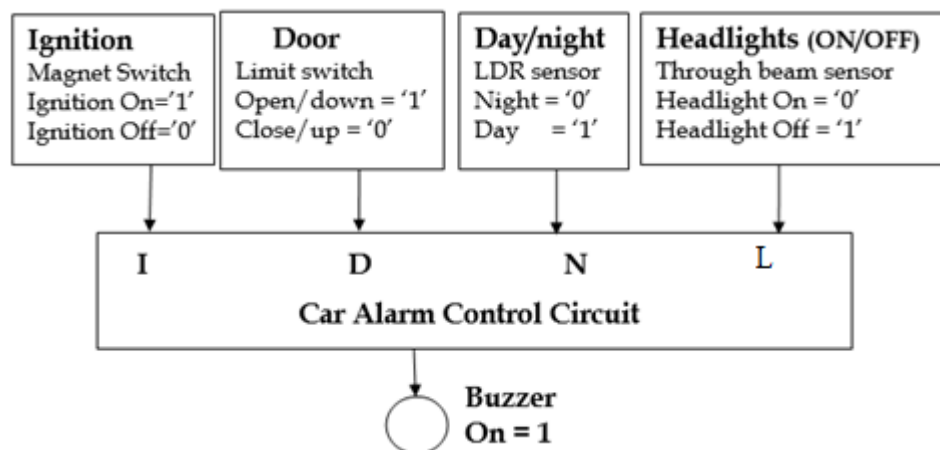 Ignition
Magnet Switch
Ignition On='1'
Ignition Off='0'
Door
Limit switch
Open/down = '1'
Close/up = '0'
Day/night
LDR sensor
Night = '0'
Day = '1'
Headlights (ON/OFF)
Through beam sensor
Headlight On = '0'
Headlight Off = '1'
I D N L
Car Alarm Control Circuit
Buzzer
On = 1